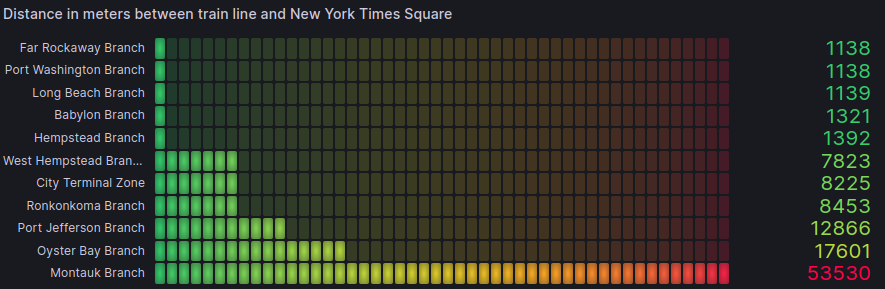 Distance in meters between train line and New York Times Square
Far Rockaway Branch 1138
Port Washington Branch 1138
Long Beach Branch 1139
Babylon Branch 1321
Hempstead Branch 1392
West Hempstead Bran... 7823
City Terminal Zone 8225
Ronkonkoma Branch 8453
Port Jefferson Branch 12866
Oyster Bay Branch 17601
Montauk Branch 53530